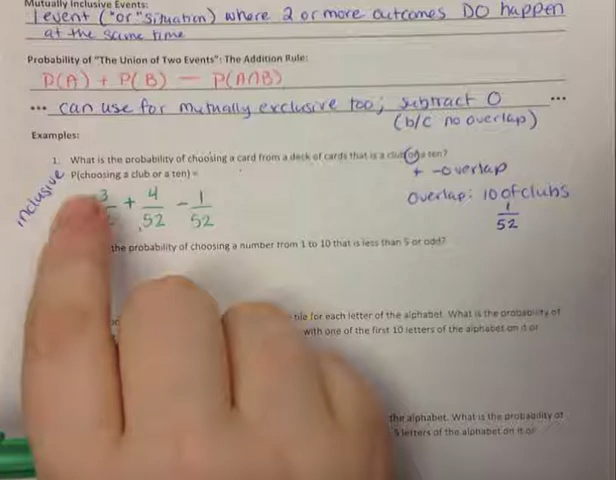 Mutually Inclusive Events:
1 event ("or" situation) where 2 or more outcomes DO happen
at the same time
Probability of "The Union of Two Events": The Addition Rule:
P(A) + P(B) - P(A∩B)
... can use for mutually exclusive too; subtract 0 ...
(b/c no overlap)
Examples:
1. What is the probability of choosing a card from a deck of cards that is a club or a ten?
P(choosing a club or a ten) =
+ -overlap
inclusive
3 + 4/52 - 1/52
overlap: 10 of clubs
1/52
the probability of choosing a number from 1 to 10 that is less than 5 or odd?
ble for each letter of the alphabet. What is the probability of
with one of the first 10 letters of the alphabet on it or
the alphabet. What is the probability of
5 letters of the alphabet on it or